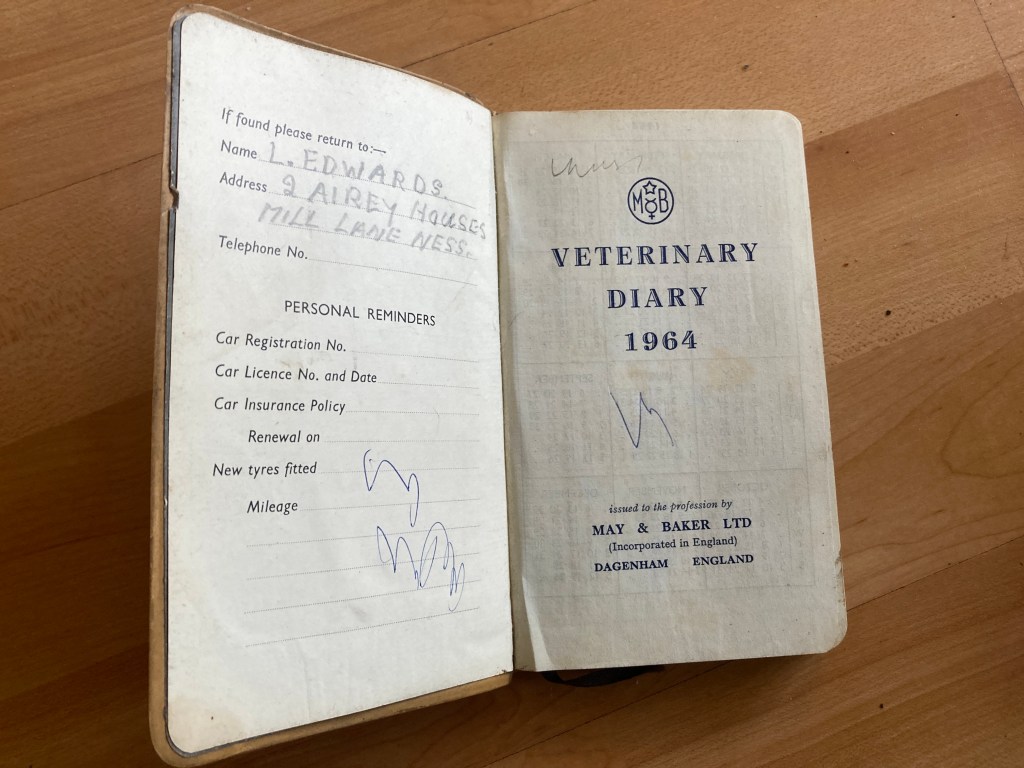 If found please return to:—
Name L. EDWARDS.
Address 2 AIREY HOUSES
MILL LANE NESS.
Telephone No.
PERSONAL REMINDERS
Car Registration No.
Car Licence No. and Date
Car Insurance Policy
Renewal on
New tyres fitted
Mileage
M B
VETERINARY
DIARY
1964
issued to the profession by
MAY & BAKER LTD
(Incorporated in England)
DAGENHAM ENGLAND